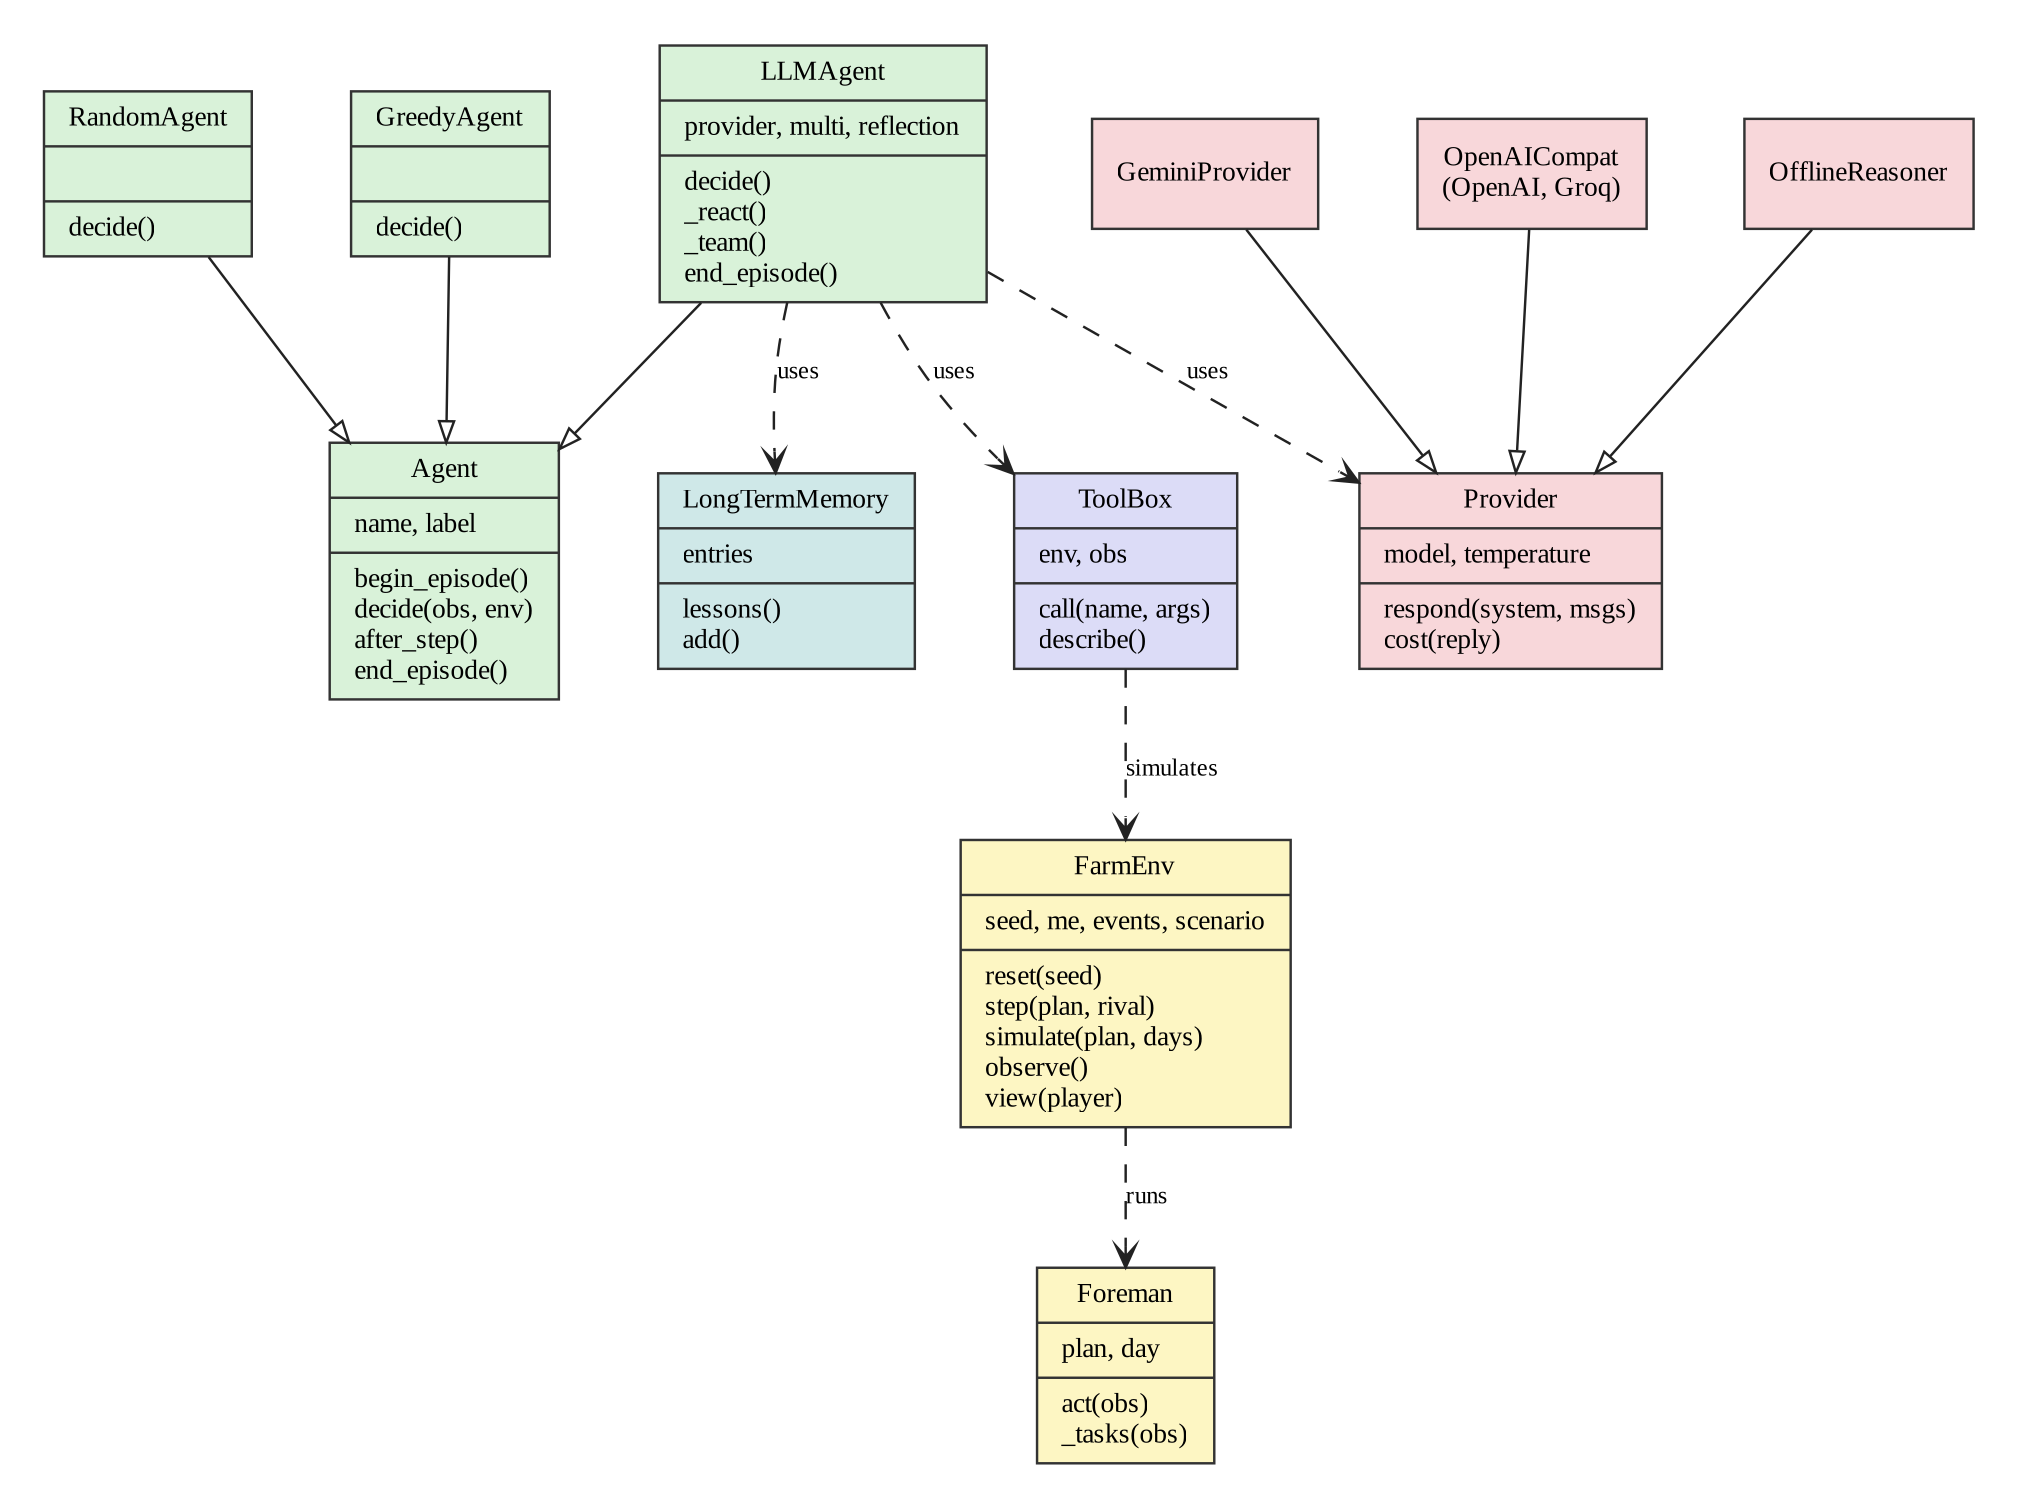 LLMAgent
provider, multi, reflection
decide()
_react()
_team()
end_episode()
RandomAgent
decide()
GreedyAgent
decide()
GeminiProvider
OpenAICompat
(OpenAI, Groq)
OfflineReasoner
uses
uses
uses
Agent
name, label
begin_episode()
decide(obs, env)
after_step()
end_episode()
LongTermMemory
entries
lessons()
add()
ToolBox
env, obs
call(name, args)
describe()
Provider
model, temperature
respond(system, msgs)
cost(reply)
simulates
FarmEnv
seed, me, events, scenario
reset(seed)
step(plan, rival)
simulate(plan, days)
observe()
view(player)
runs
Foreman
plan, day
act(obs)
_tasks(obs)